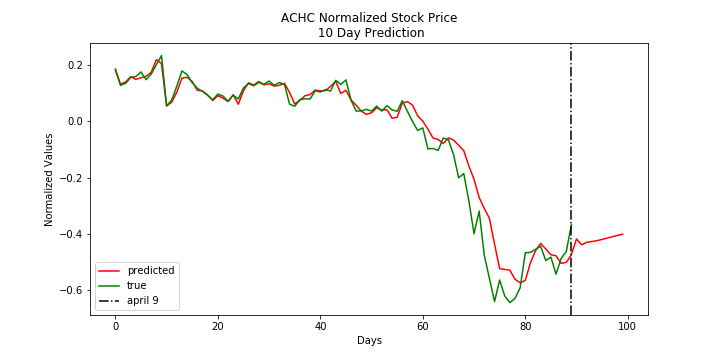 ACHC Normalized Stock Price
10 Day Prediction
Normalized Values
0.2
0.0
−0.2
−0.4
−0.6
predicted
true
april 9
0 20 40 60 80 100
Days